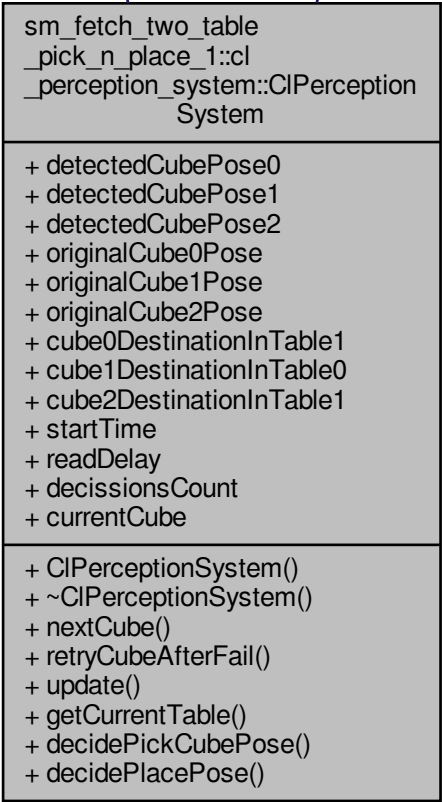 sm_fetch_two_table
_pick_n_place_1::cl
_perception_system::ClPerception
System
+ detectedCubePose0
+ detectedCubePose1
+ detectedCubePose2
+ originalCube0Pose
+ originalCube1Pose
+ originalCube2Pose
+ cube0DestinationInTable1
+ cube1DestinationInTable0
+ cube2DestinationInTable1
+ startTime
+ readDelay
+ decissionsCount
+ currentCube
+ ClPerceptionSystem()
+ ~ClPerceptionSystem()
+ nextCube()
+ retryCubeAfterFail()
+ update()
+ getCurrentTable()
+ decidePickCubePose()
+ decidePlacePose()